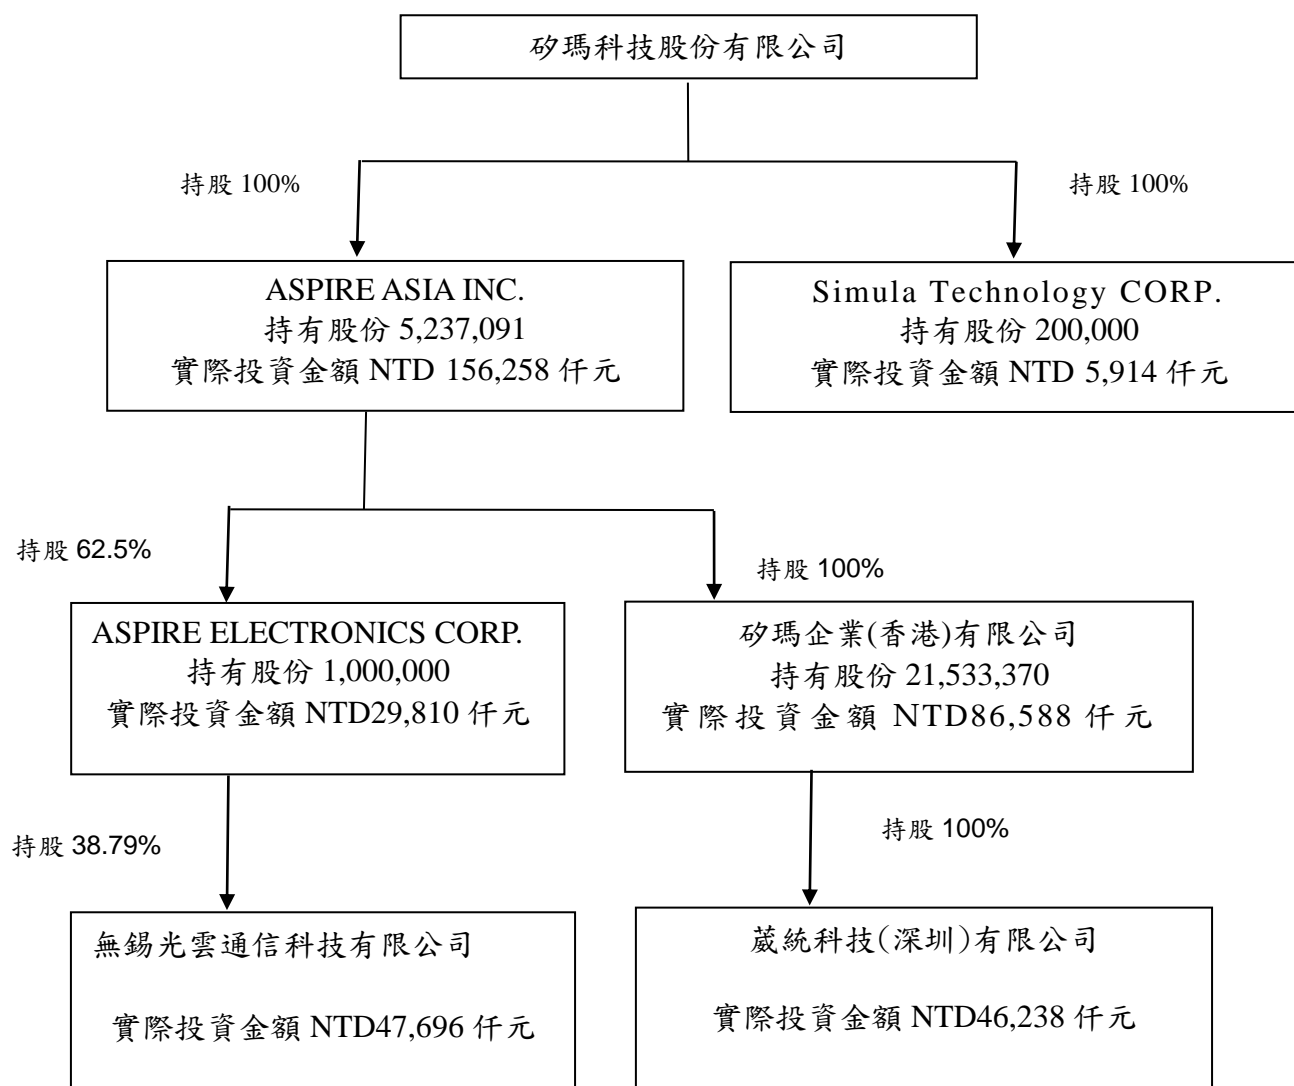 矽瑪科技股份有限公司
持股 100%
持股 100%
ASPIRE ASIA INC.
持有股份 5,237,091
實際投資金額 NTD 156,258 仟元
Simula Technology CORP.
持有股份 200,000
實際投資金額 NTD 5,914 仟元
持股 62.5%
持股 100%
ASPIRE ELECTRONICS CORP.
持有股份 1,000,000
實際投資金額 NTD29,810 仟元
矽瑪企業(香港)有限公司
持有股份 21,533,370
實際投資金額 NTD86,588 仟元
持股 38.79%
持股 100%
無錫光雲通信科技有限公司
實際投資金額 NTD47,696 仟元
葳統科技(深圳)有限公司
實際投資金額 NTD46,238 仟元